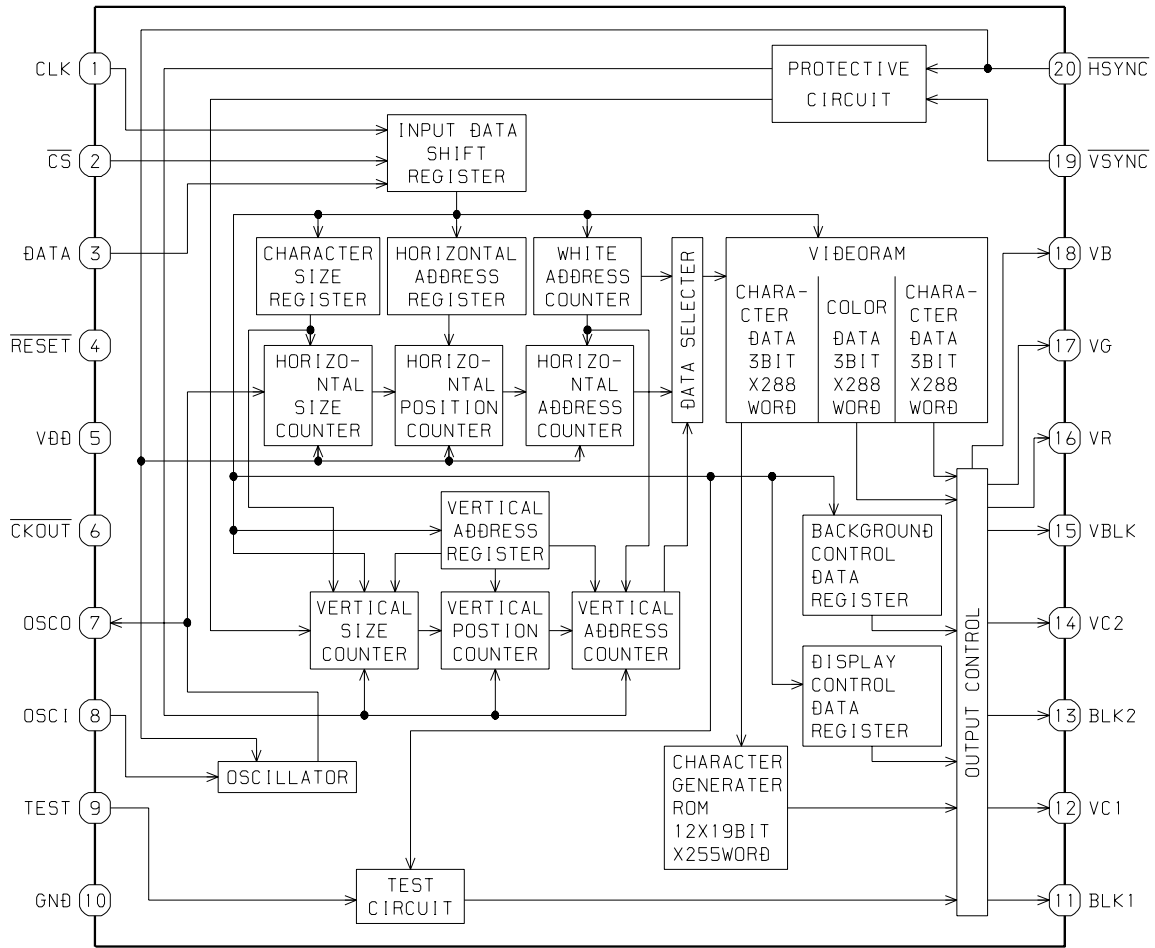 CLK 1
CS 2
DATA 3
RESET 4
VDD 5
CKOUT 6
OSCO 7
OSCI 8
TEST 9
GND 10
20 HSYNC
19 VSYNC
18 VB
17 VG
16 VR
15 VBLK
14 VC2
13 BLK2
12 VC1
11 BLK1
PROTECTIVE
CIRCUIT
INPUT DATA
SHIFT
REGISTER
CHARACTER
SIZE
REGISTER
HORIZONTAL
ADDRESS
REGISTER
WHITE
ADDRESS
COUNTER
DATA SELECTER
VIDEORAM
CHARA-
CTER
DATA
3BIT
X288
WORD
COLOR
DATA
3BIT
X288
WORD
CHARA-
CTER
DATA
3BIT
X288
WORD
HORIZO-
NTAL
SIZE
COUNTER
HORIZO-
NTAL
POSITION
COUNTER
HORIZO-
NTAL
ADDRESS
COUNTER
VERTICAL
ADDRESS
REGISTER
VERTICAL
SIZE
COUNTER
VERTICAL
POSTION
COUNTER
VERTICAL
ADDRESS
COUNTER
BACKGROUND
CONTROL
DATA
REGISTER
DISPLAY
CONTROL
DATA
REGISTER
OUTPUT CONTROL
OSCILLATOR
CHARACTER
GENERATER
ROM
12X19BIT
X255WORD
TEST
CIRCUIT